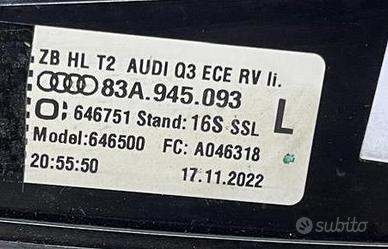 ZB HL T2 AUDI Q3 ECE RV li.
83A.945.093
646751 Stand: 16S SSL
L
Model:646500 FC: A046318
20:55:50 17.11.2022
subito